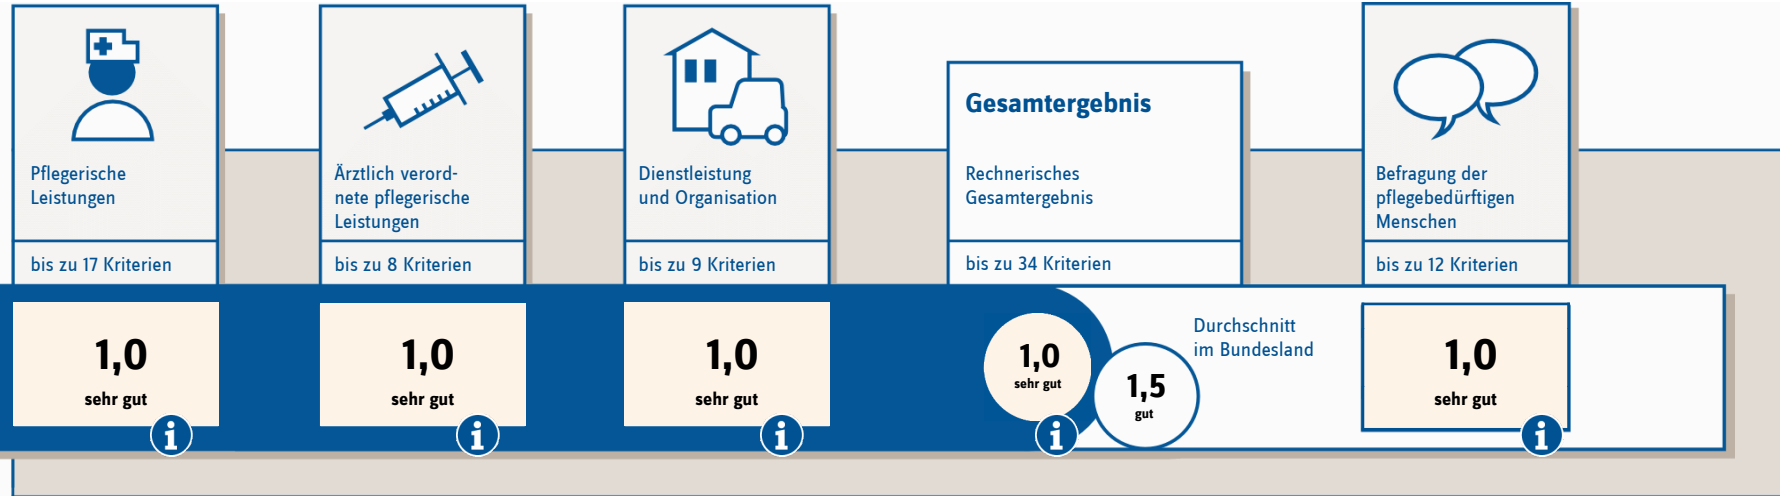 Pflegerische
Leistungen
bis zu 17 Kriterien
1,0
sehr gut
i
Ärztlich verord-
nete pflegerische
Leistungen
bis zu 8 Kriterien
1,0
sehr gut
i
Dienstleistung
und Organisation
bis zu 9 Kriterien
1,0
sehr gut
i
Gesamtergebnis
Rechnerisches
Gesamtergebnis
bis zu 34 Kriterien
1,0
sehr gut
i
1,5
gut
Durchschnitt
im Bundesland
Befragung der
pflegebedürftigen
Menschen
bis zu 12 Kriterien
1,0
sehr gut
i